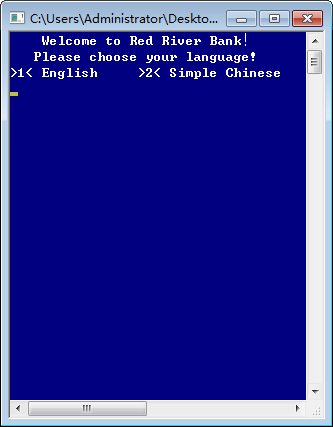 C:\Users\Administrator\Deskto...
Welcome to Red River Bank!
Please choose your language!
>1< English >2< Simple Chinese